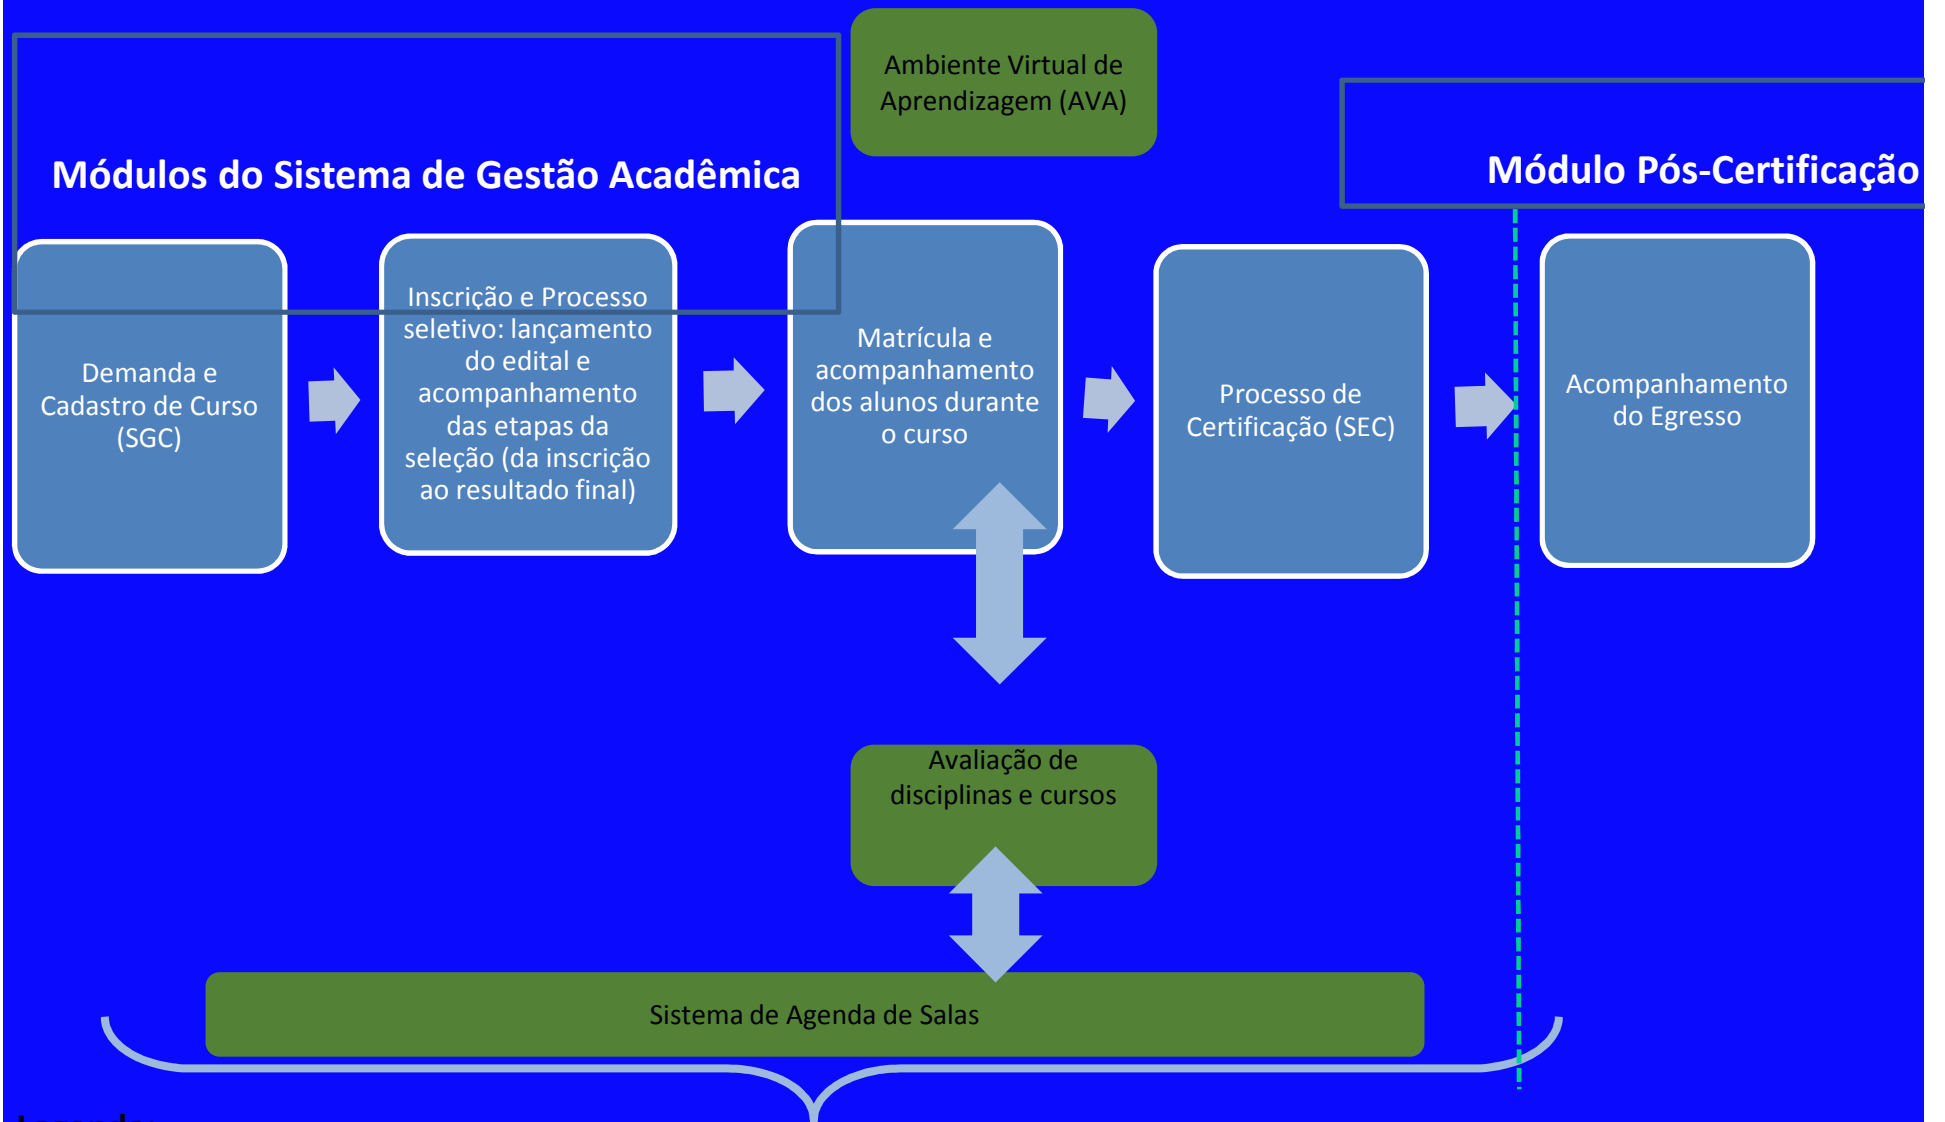 Ambiente Virtual de
Aprendizagem (AVA)
Módulos do Sistema de Gestão Acadêmica
Módulo Pós-Certificação
Demanda e
Cadastro de Curso
(SGC)
Inscrição e Processo
seletivo: lançamento
do edital e
acompanhamento
das etapas da
seleção (da inscrição
ao resultado final)
Matrícula e
acompanhamento
dos alunos durante
o curso
Processo de
Certificação (SEC)
Acompanhamento
do Egresso
Avaliação de
disciplinas e cursos
Sistema de Agenda de Salas